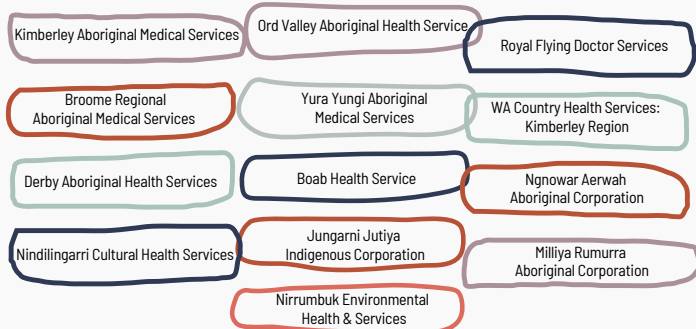 Kimberley Aboriginal Medical Services
Ord Valley Aboriginal Health Service
Royal Flying Doctor Services
Broome Regional
Aboriginal Medical Services
Yura Yungi Aboriginal
Medical Services
WA Country Health Services:
Kimberley Region
Derby Aboriginal Health Services
Boab Health Service
Ngnowar Aerwah
Aboriginal Corporation
Nindilingarri Cultural Health Services
Jungarni Jutiya
Indigenous Corporation
Milliya Rumurra
Aboriginal Corporation
Nirrumbuk Environmental
Health & Services